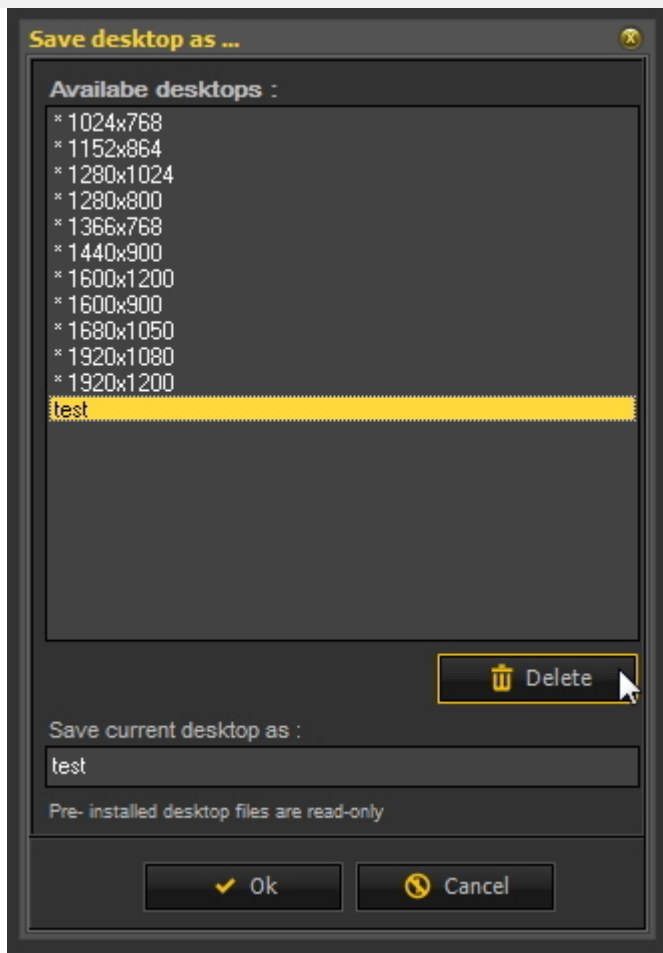 Save desktop as ...
Availabe desktops :
* 1024x768
* 1152x864
* 1280x1024
* 1280x800
* 1366x768
* 1440x900
* 1600x1200
* 1600x900
* 1680x1050
* 1920x1080
* 1920x1200
test
Delete
Save current desktop as :
test
Pre- installed desktop files are read-only
Ok
Cancel